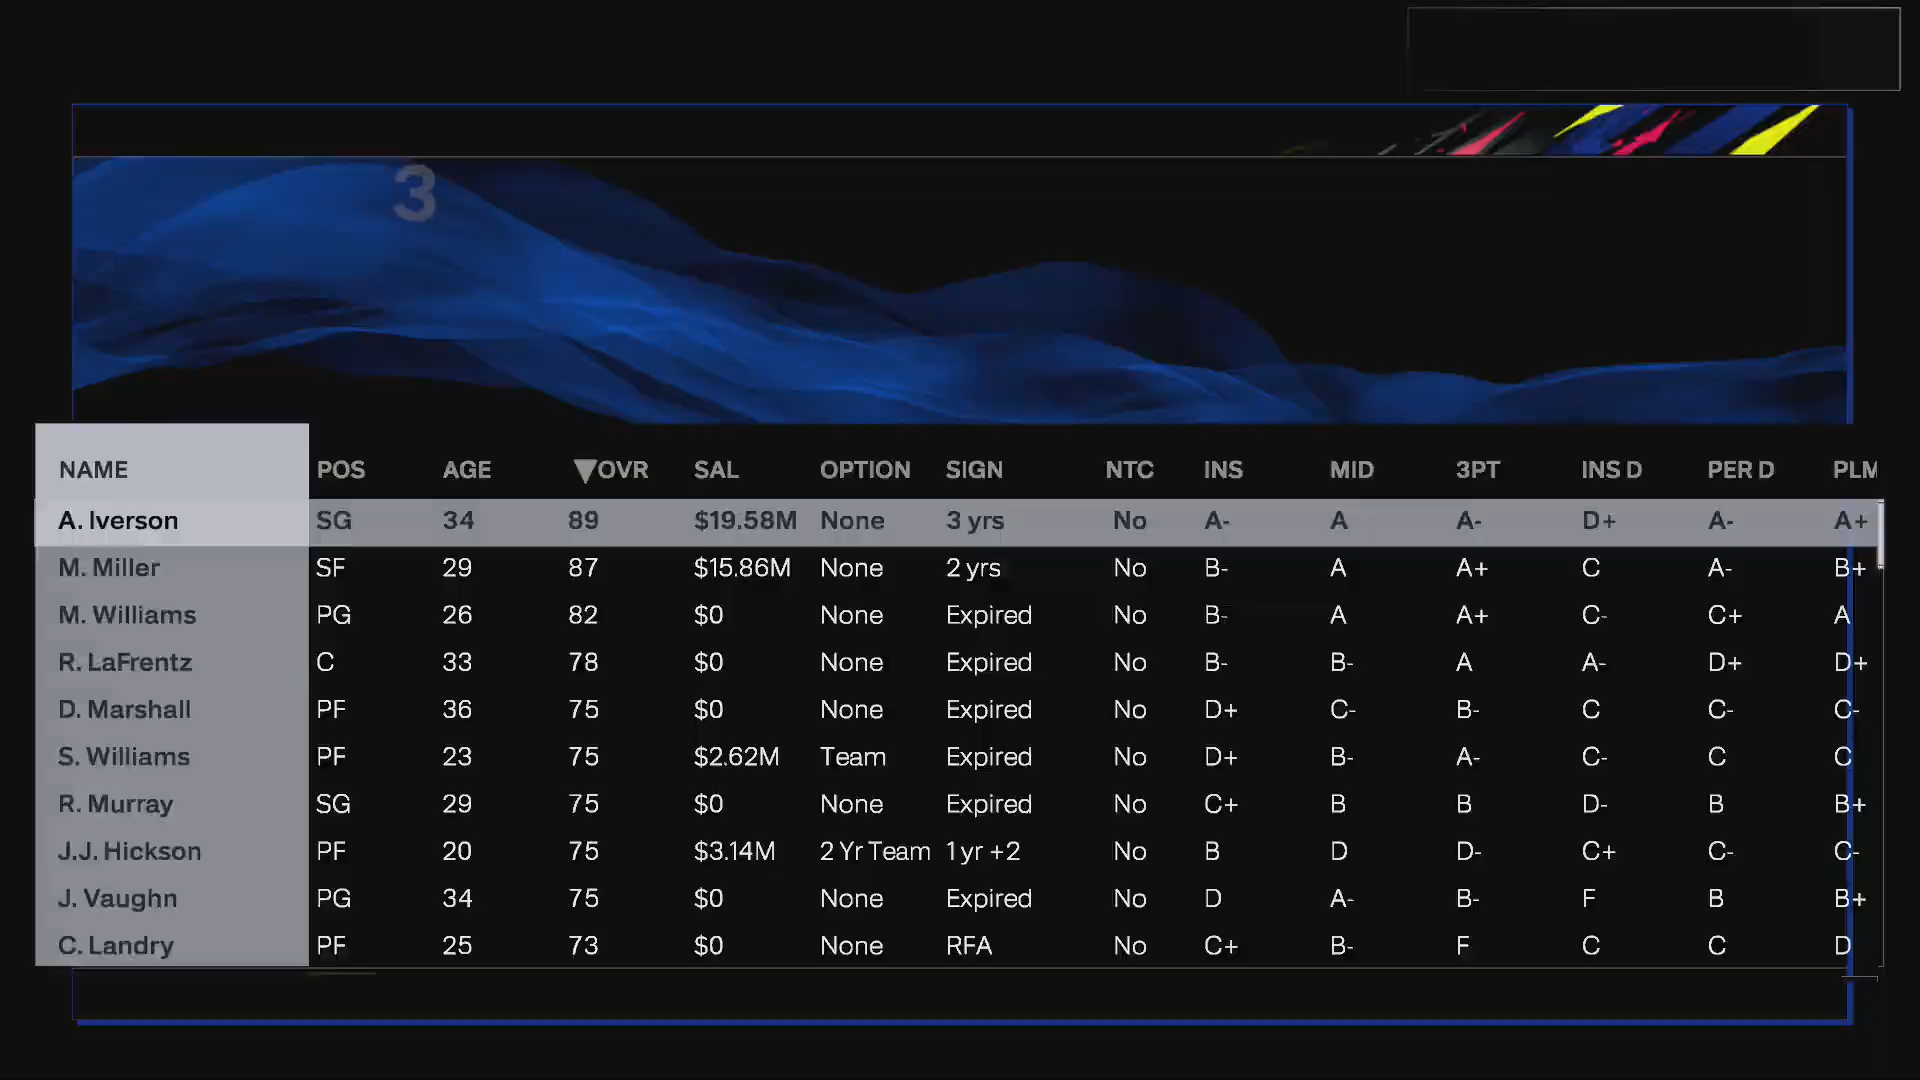 3
NAME POS AGE ▼OVR SAL OPTION SIGN NTC INS MID 3PT INS D PER D PLM
A. Iverson SG 34 89 $19.58M None 3 yrs No A- A A- D+ A- A+
M. Miller SF 29 87 $15.86M None 2 yrs No B- A A+ C A- B+
M. Williams PG 26 82 $0 None Expired No B- A A+ C- C+ A
R. LaFrentz C 33 78 $0 None Expired No B- B- A A- D+ D+
D. Marshall PF 36 75 $0 None Expired No D+ C- B- C C- C-
S. Williams PF 23 75 $2.62M Team Expired No D+ B- A- C- C C
R. Murray SG 29 75 $0 None Expired No C+ B B D- B B+
J.J. Hickson PF 20 75 $3.14M 2 Yr Team 1 yr +2 No B D D- C+ C- C-
J. Vaughn PG 34 75 $0 None Expired No D A- B- F B B+
C. Landry PF 25 73 $0 None RFA No C+ B- F C C D